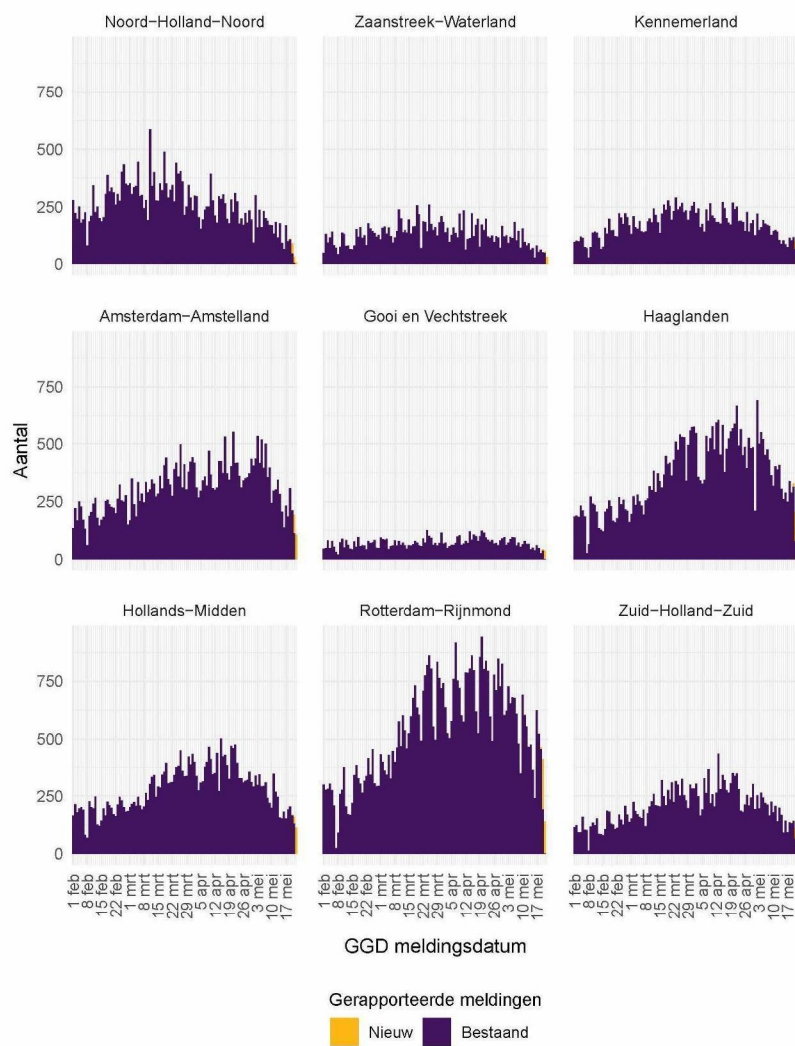 Noord−Holland−Noord Zaanstreek−Waterland Kennemerland
750
500
250
0
Amsterdam−Amstelland Gooi en Vechtstreek Haaglanden
750
500
250
0
Aantal
Hollands−Midden Rotterdam−Rijnmond Zuid−Holland−Zuid
750
500
250
0
1 feb 8 feb 15 feb 22 feb 1 mrt 8 mrt 15 mrt 22 mrt 29 mrt 5 apr 12 apr 19 apr 26 apr 3 mei 10 mei 17 mei
1 feb 8 feb 15 feb 22 feb 1 mrt 8 mrt 15 mrt 22 mrt 29 mrt 5 apr 12 apr 19 apr 26 apr 3 mei 10 mei 17 mei
1 feb 8 feb 15 feb 22 feb 1 mrt 8 mrt 15 mrt 22 mrt 29 mrt 5 apr 12 apr 19 apr 26 apr 3 mei 10 mei 17 mei
GGD meldingsdatum
Gerapporteerde meldingen
Nieuw Bestaand